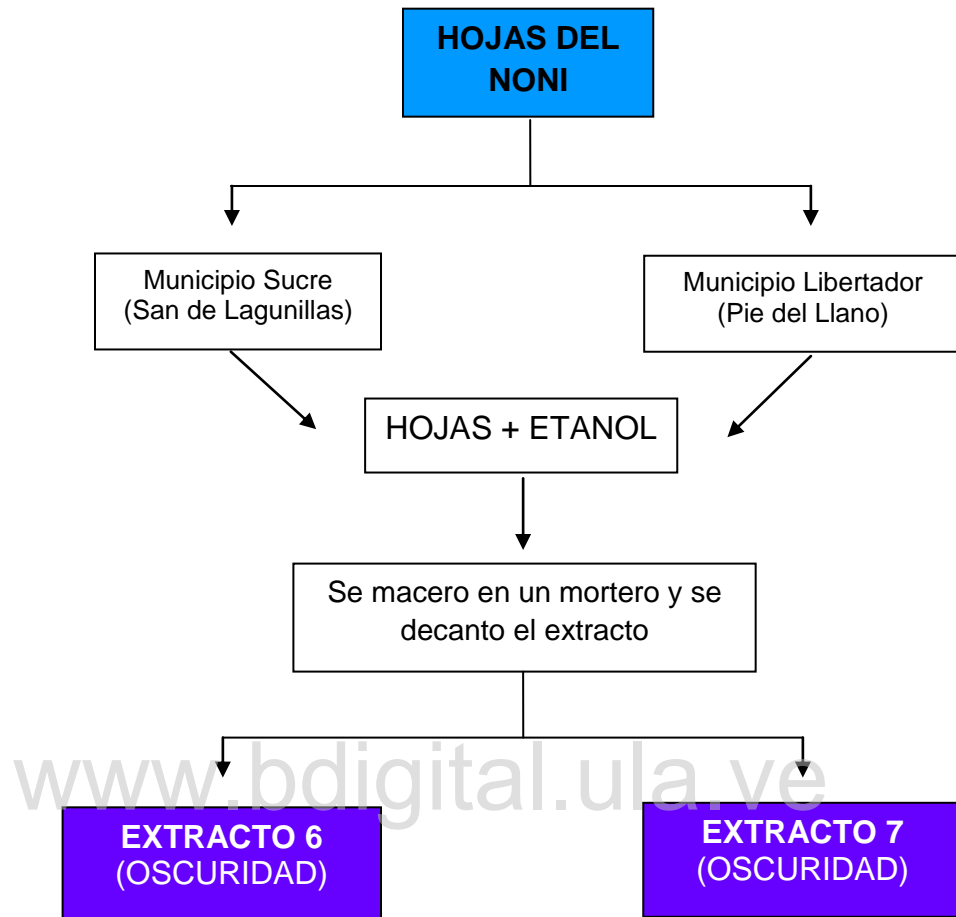 HOJAS DEL
NONI
Municipio Sucre
(San de Lagunillas)
Municipio Libertador
(Pie del Llano)
HOJAS + ETANOL
Se macero en un mortero y se
decanto el extracto
www.bdigital.ula.ve
EXTRACTO 6
(OSCURIDAD)
EXTRACTO 7
(OSCURIDAD)